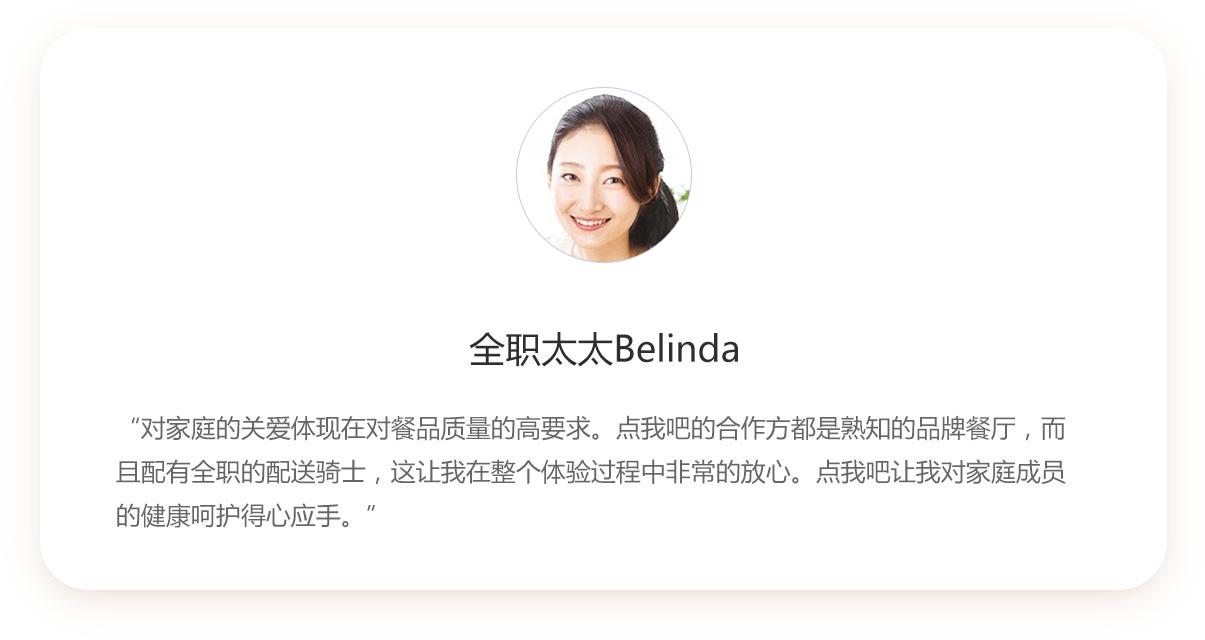 全职太太Belinda
“对家庭的关爱体现在对餐品质量的高要求。点我吧的合作方都是熟知的品牌餐厅，而
且配有全职的配送骑士，这让我在整个体验过程中非常的放心。点我吧让我对家庭成员
的健康呵护得心应手。”